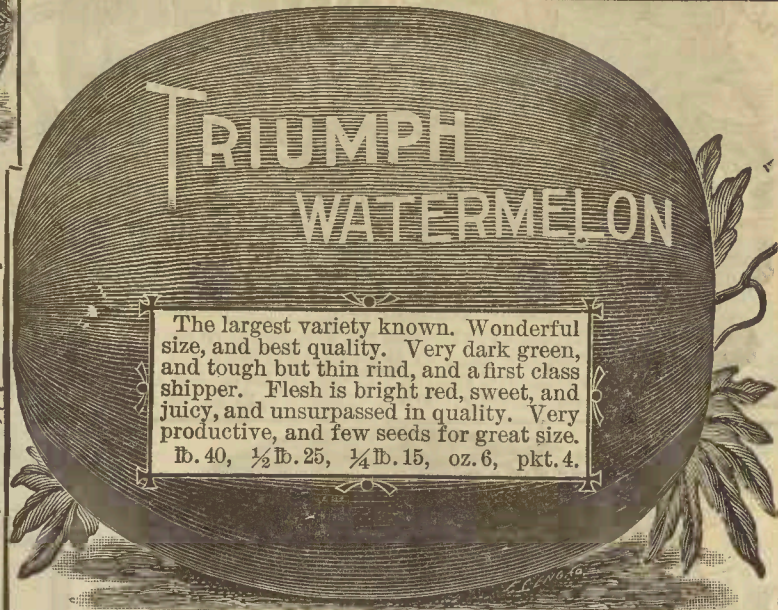 TRIUMPH
WATERMELON
The largest variety known. Wonderful
size, and best quality. Very dark green,
and tough but thin rind, and a first class
shipper. Flesh is bright red, sweet, and
juicy, and unsurpassed in quality. Very
productive, and few seeds for great size.
lb. 40, ½ lb. 25, ¼ lb. 15, oz. 6, pkt. 4.